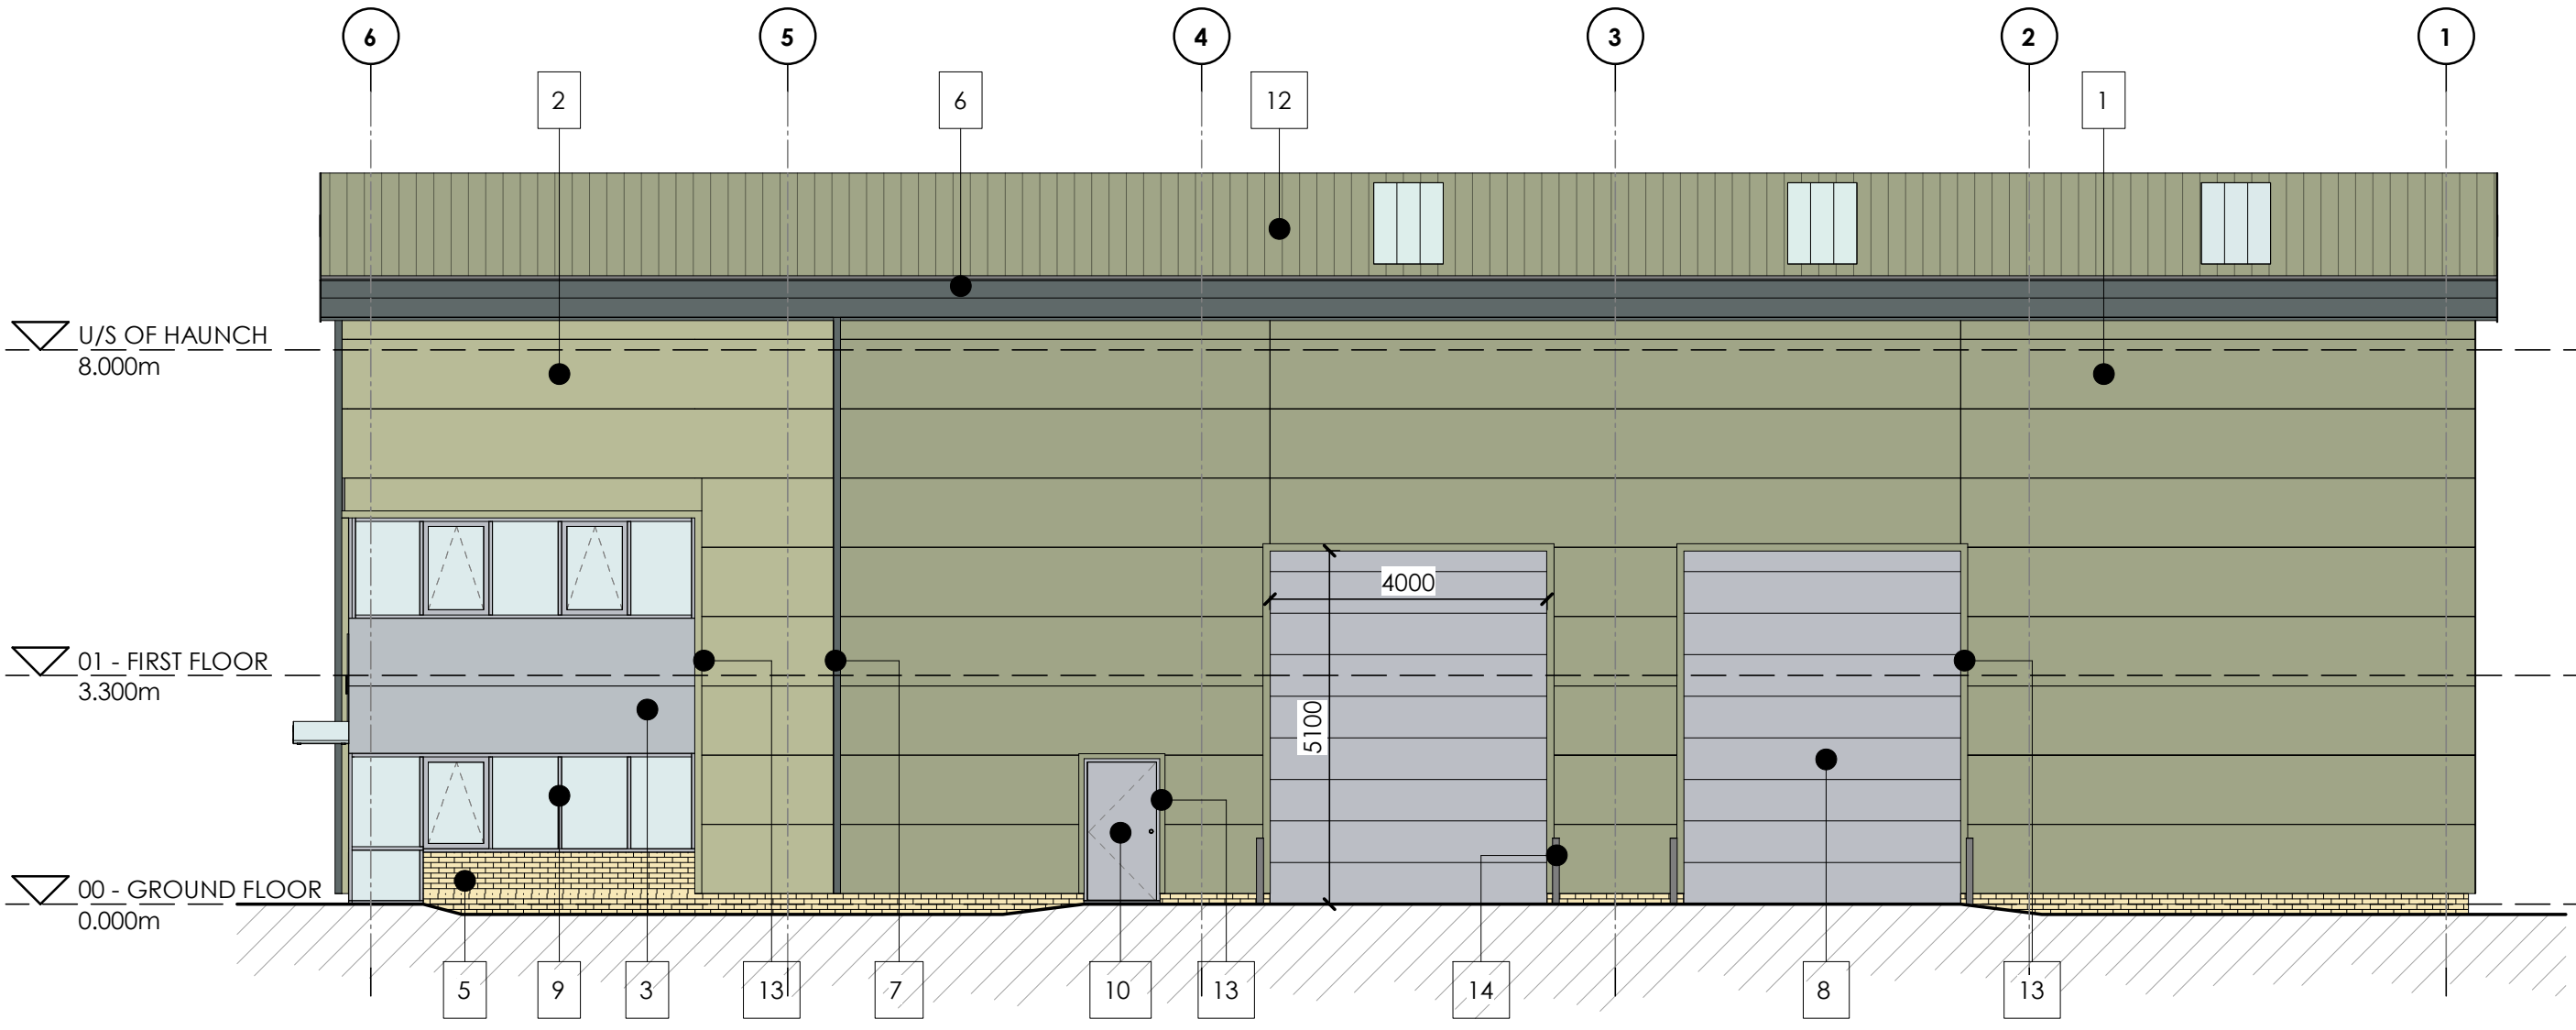 6 5 4 3 2 1
2 6 12 1
U/S OF HAUNCH
8.000m
4000
01 - FIRST FLOOR
3.300m
5100
00 - GROUND FLOOR
0.000m
5 9 3 13 7 10 13 14 8 13